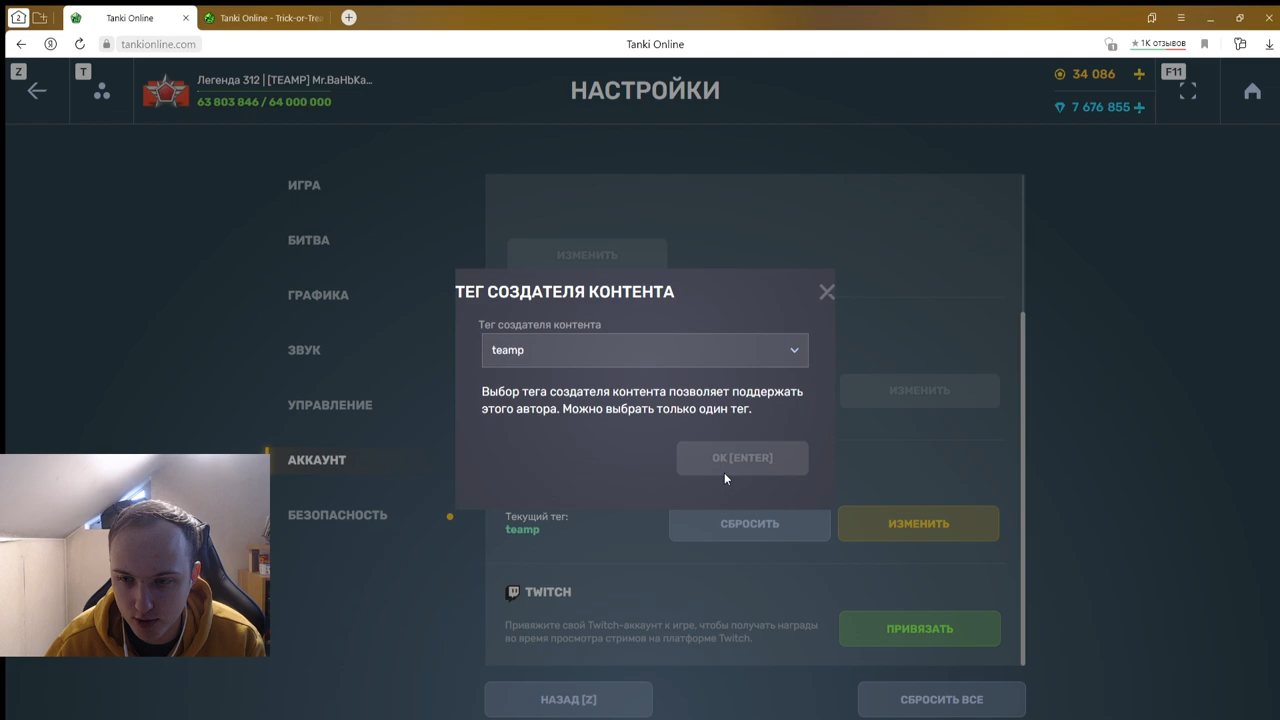 2
Tanki Online
Tanki Online - Trick-or-Trea
tankionline.com
Tanki Online
1K отзывов
Z
T
Легенда 312 | [TEAMP] Mr.BaHbKa...
63 803 846 / 64 000 000
НАСТРОЙКИ
34 086
7 676 855
F11
ИГРА
БИТВА
ГРАФИКА
ЗВУК
УПРАВЛЕНИЕ
АККАУНТ
БЕЗОПАСНОСТЬ
ИЗМЕНИТЬ
ТЕГ СОЗДАТЕЛЯ КОНТЕНТА
Тег создателя контента
teamp
Выбор тега создателя контента позволяет поддержать
этого автора. Можно выбрать только один тег.
ИЗМЕНИТЬ
OK [ENTER]
Текущий тег:
teamp
СБРОСИТЬ
ИЗМЕНИТЬ
TWITCH
Привяжите свой Twitch-аккаунт к игре, чтобы получать награды
во время просмотра стримов на платформе Twitch.
ПРИВЯЗАТЬ
НАЗАД [Z]
СБРОСИТЬ ВСЕ